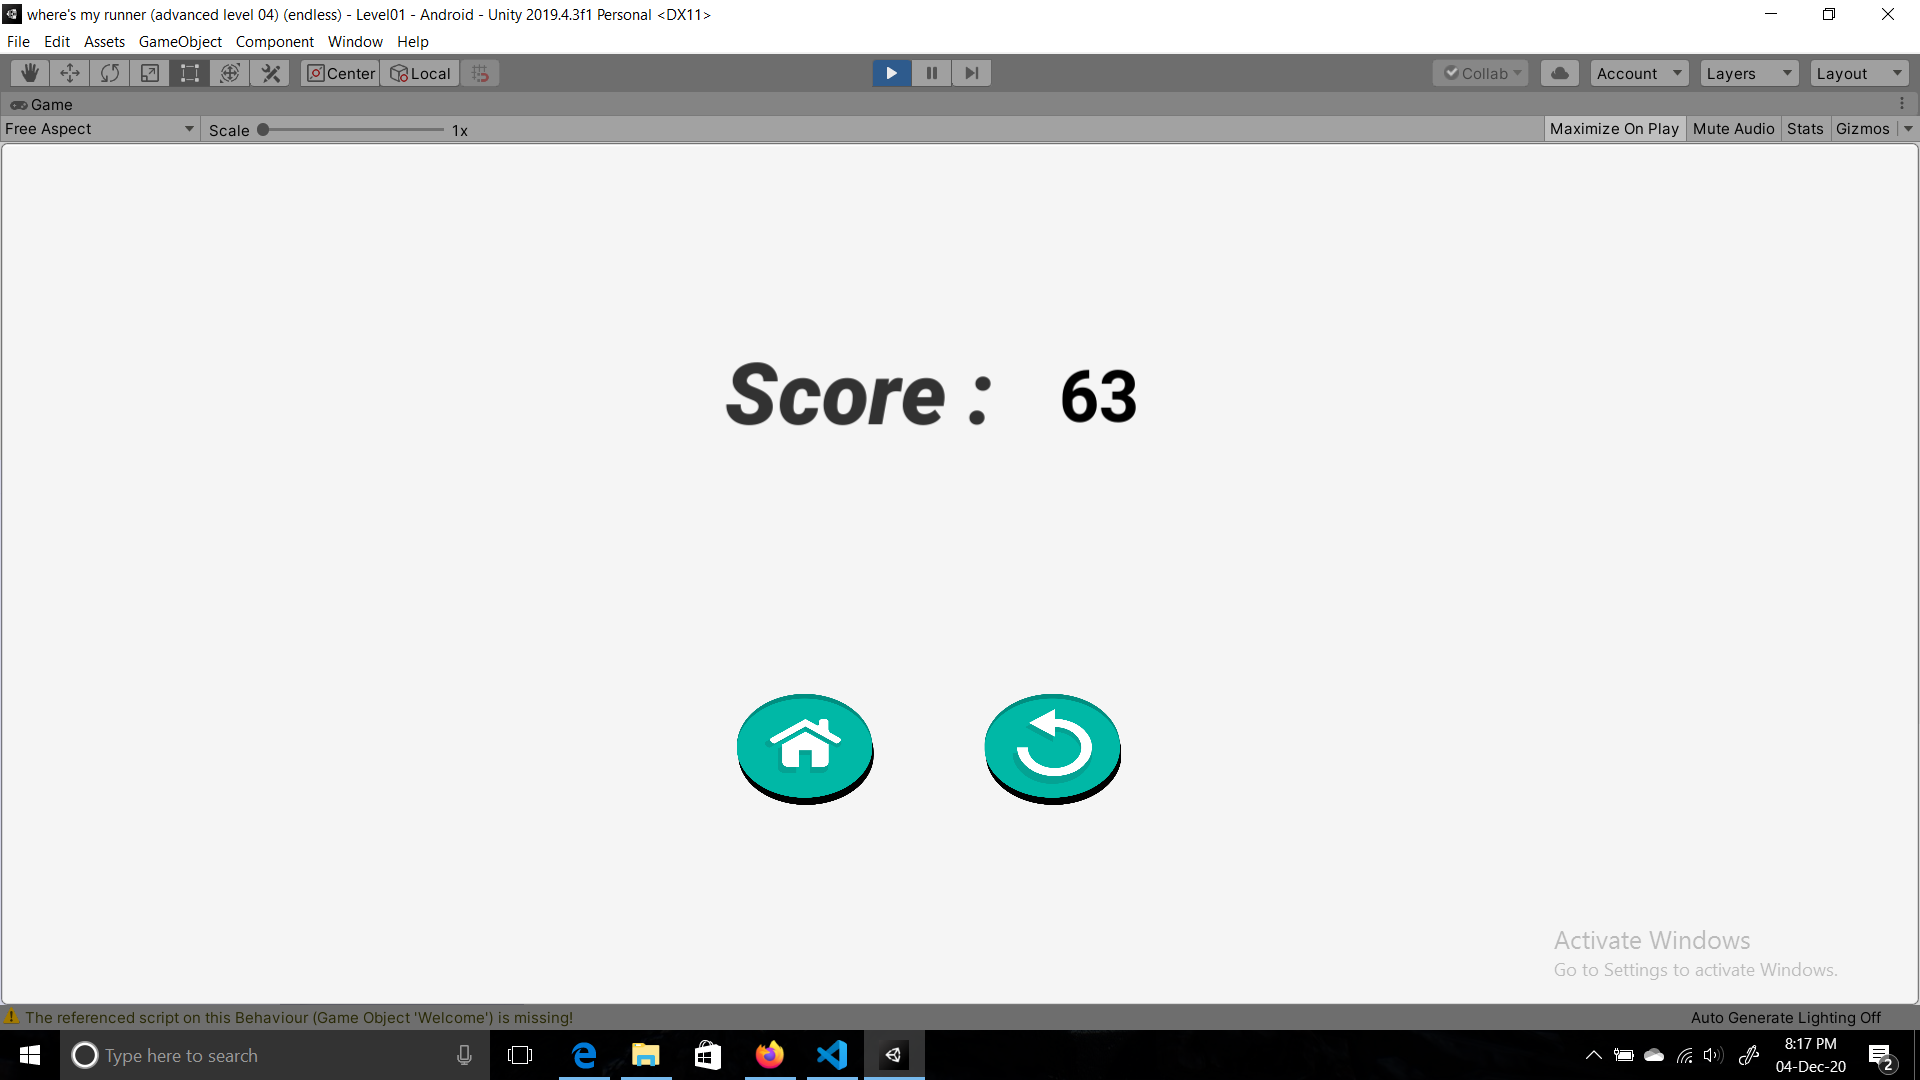 where's my runner (advanced level 04) (endless) - Level01 - Android - Unity 2019.4.3f1 Personal <DX11>
File Edit Assets GameObject Component Window Help
Center Local Collab Account Layers Layout
Game
Free Aspect Scale 1x Maximize On Play Mute Audio Stats Gizmos
Score : 63
Activate Windows
Go to Settings to activate Windows.
The referenced script on this Behaviour (Game Object 'Welcome') is missing! Auto Generate Lighting Off
Type here to search
8:17 PM
04-Dec-20
2